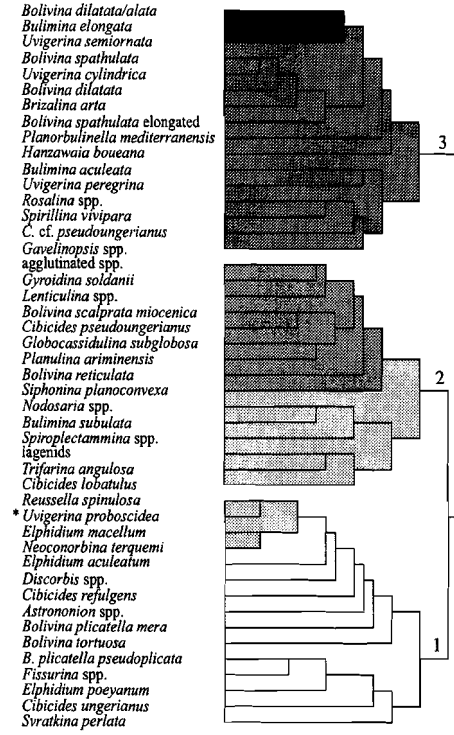 Bolivina dilatata/alata
Bulimina elongata
Uvigerina semiornata
Bolivina spathulata
Uvigerina cylindrica
Bolivina dilatata
Brizalina arta
Bolivina spathulata elongated
Planorbulinella mediterranensis
Hanzawaia boueana
3
Bulimina aculeata
Uvigerina peregrina
Rosalina spp.
Spirillina vivipara
C. cf. pseudoungerianus
Gavelinopsis spp.
agglutinated spp.
Gyroidina soldanii
Lenticulina spp.
Bolivina scalprata miocenica
Cibicides pseudoungerianus
Globocassidulina subglobosa
Planulina ariminensis
Bolivina reticulata
2
Siphonina planoconvexa
Nodosaria spp.
Bulimina subulata
Spiroplectammina spp.
lagenids
Trifarina angulosa
Cibicides lobatulus
Reussella spinulosa
* Uvigerina proboscidea
Elphidium macellum
Neoconorbina terquemi
Elphidium aculeatum
Discorbis spp.
Cibicides refulgens
Astrononion spp.
Bolivina plicatella mera
Bolivina tortuosa
1
B. plicatella pseudoplicata
Fissurina spp.
Elphidium poeyanum
Cibicides ungerianus
Svratkina perlata